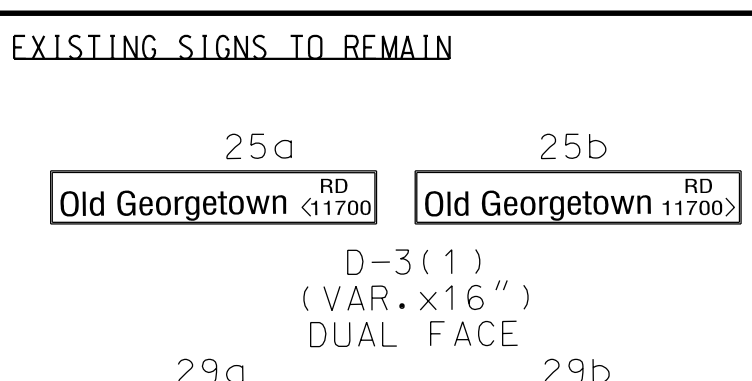 EXISTING SIGNS TO REMAIN
25a 25b
Old Georgetown RD <11700
Old Georgetown RD 11700>
D-3(1)
(VAR.x16")
DUAL FACE
29a 29b